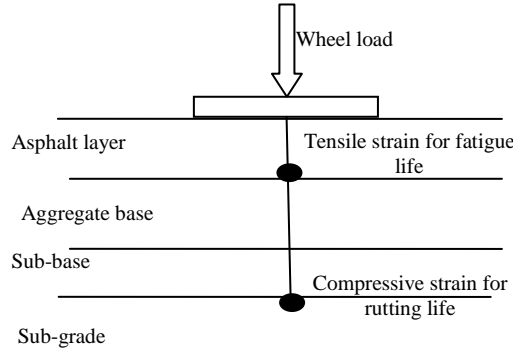 Wheel load
Asphalt layer
Tensile strain for fatigue
life
Aggregate base
Sub-base
Compressive strain for
rutting life
Sub-grade